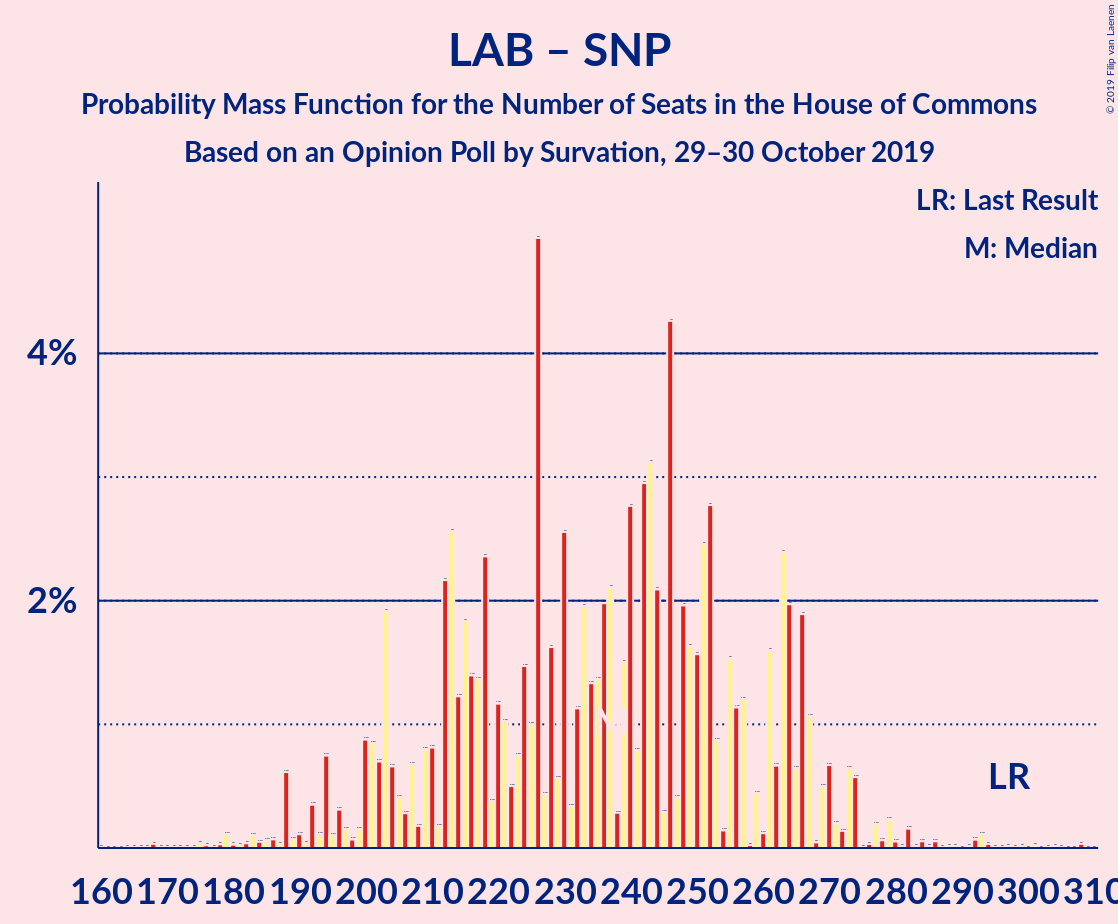 LAB – SNP
Probability Mass Function for the Number of Seats in the House of Commons
Based on an Opinion Poll by Survation, 29–30 October 2019
© 2019 Filip van Laenen
LR: Last Result
M: Median
4%
2%
M
LR
160 170 180 190 200 210 220 230 240 250 260 270 280 290 300 310